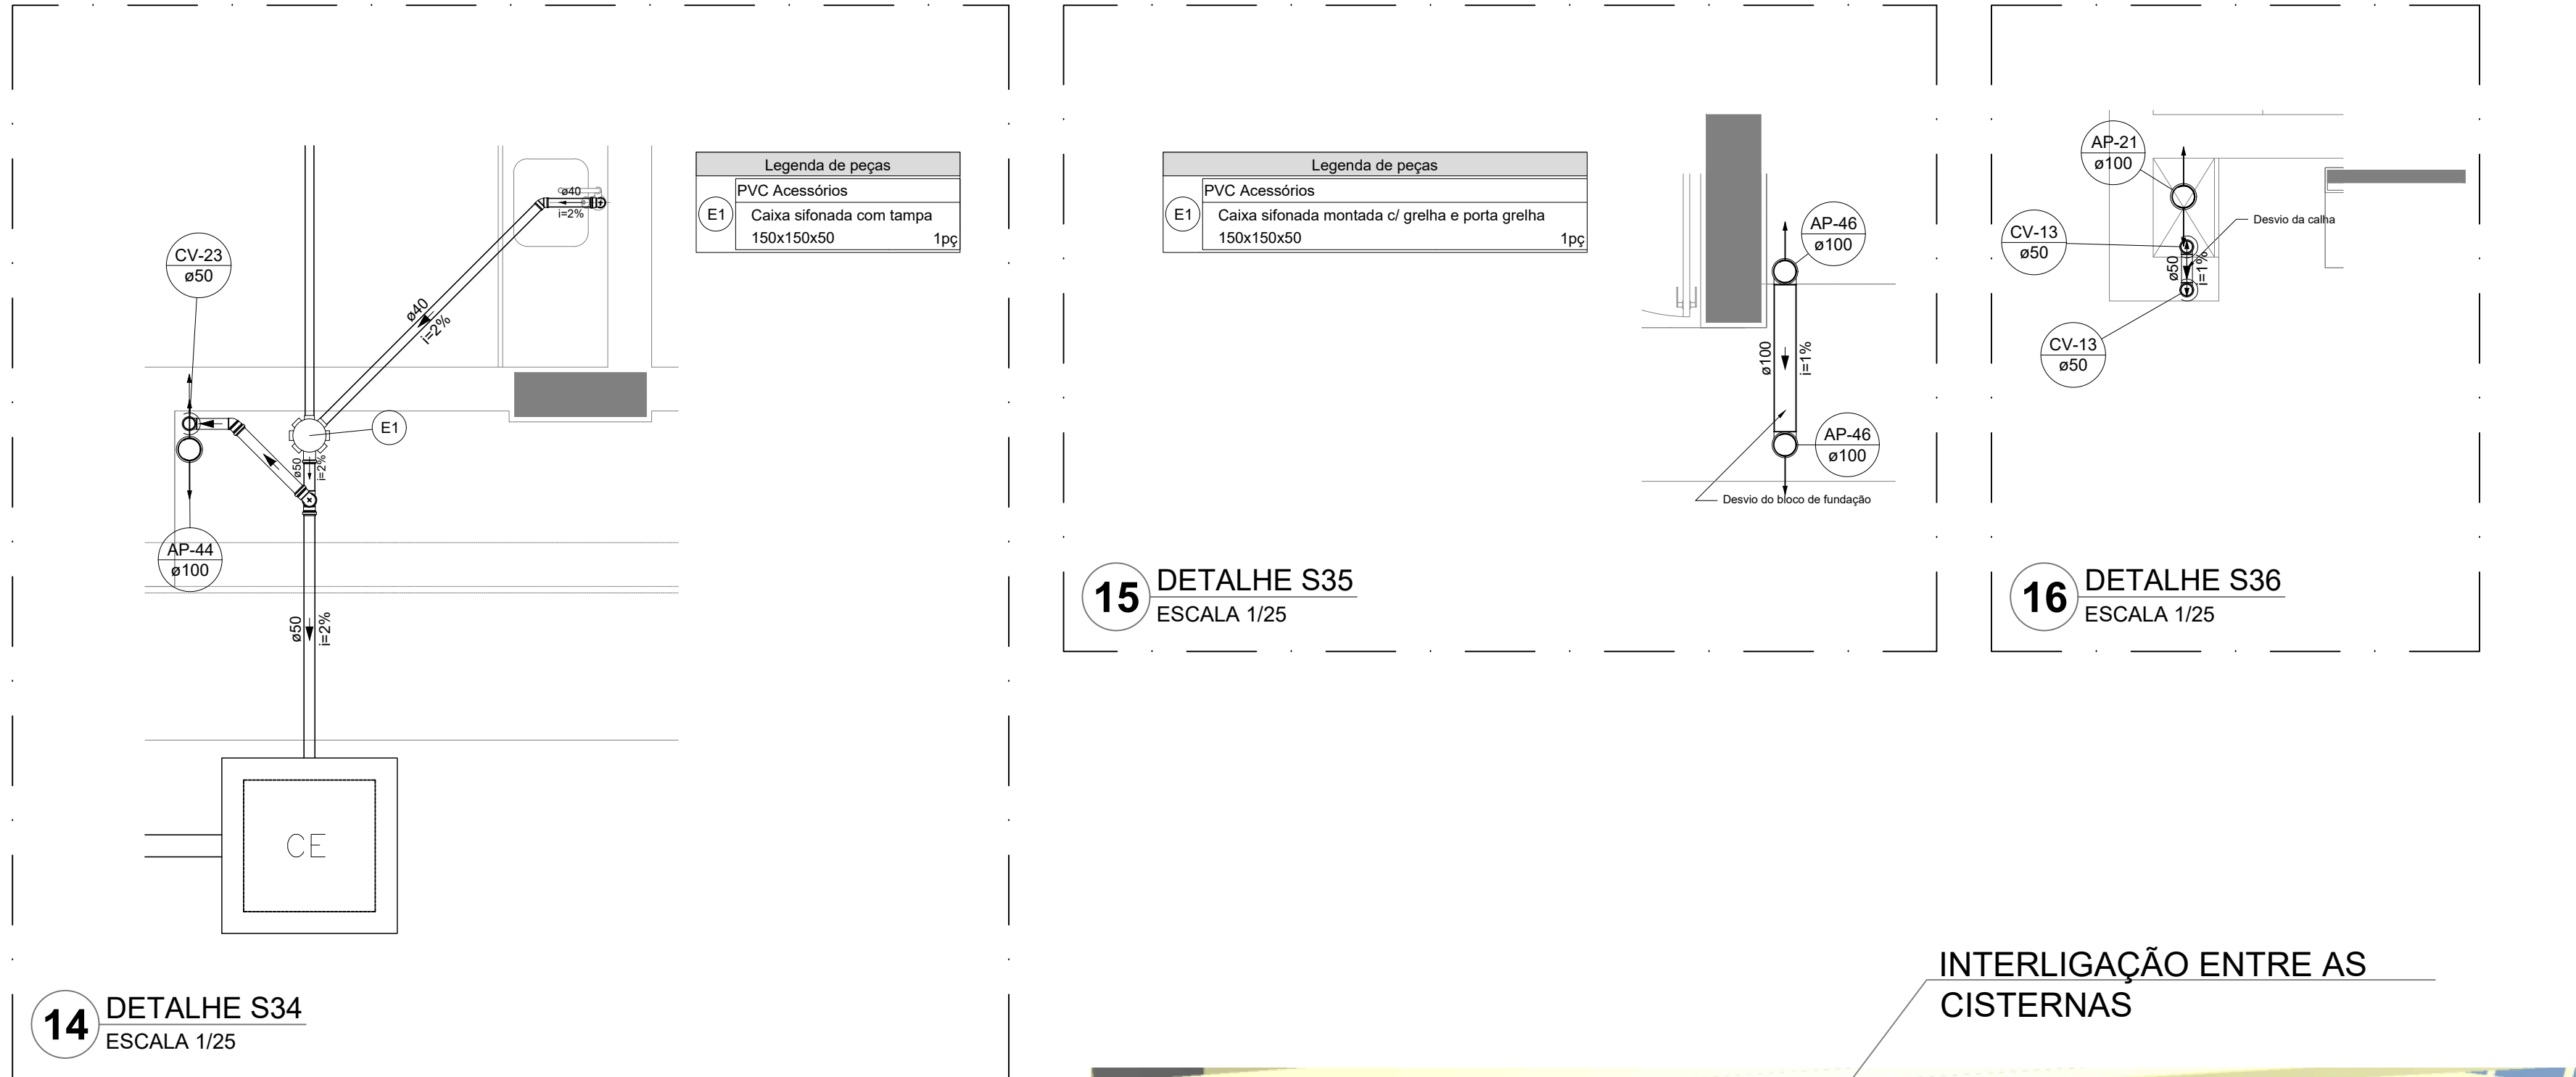 ø40
i=2%
Legenda de peças
E1
PVC Acessórios
Caixa sifonada com tampa
150x150x50 1pç
CV-23
ø50
ø40
i=2%
E1
ø50
i=2%
AP-44
ø100
ø50
i=2%
CE
14
DETALHE S34
ESCALA 1/25
Legenda de peças
E1
PVC Acessórios
Caixa sifonada montada c/ grelha e porta grelha
150x150x50 1pç
AP-46
ø100
ø100
i=1%
AP-46
ø100
Desvio do bloco de fundação
15
DETALHE S35
ESCALA 1/25
AP-21
ø100
Desvio da calha
CV-13
ø50
ø50
i=1%
CV-13
ø50
16
DETALHE S36
ESCALA 1/25
INTERLIGAÇÃO ENTRE AS
CISTERNAS